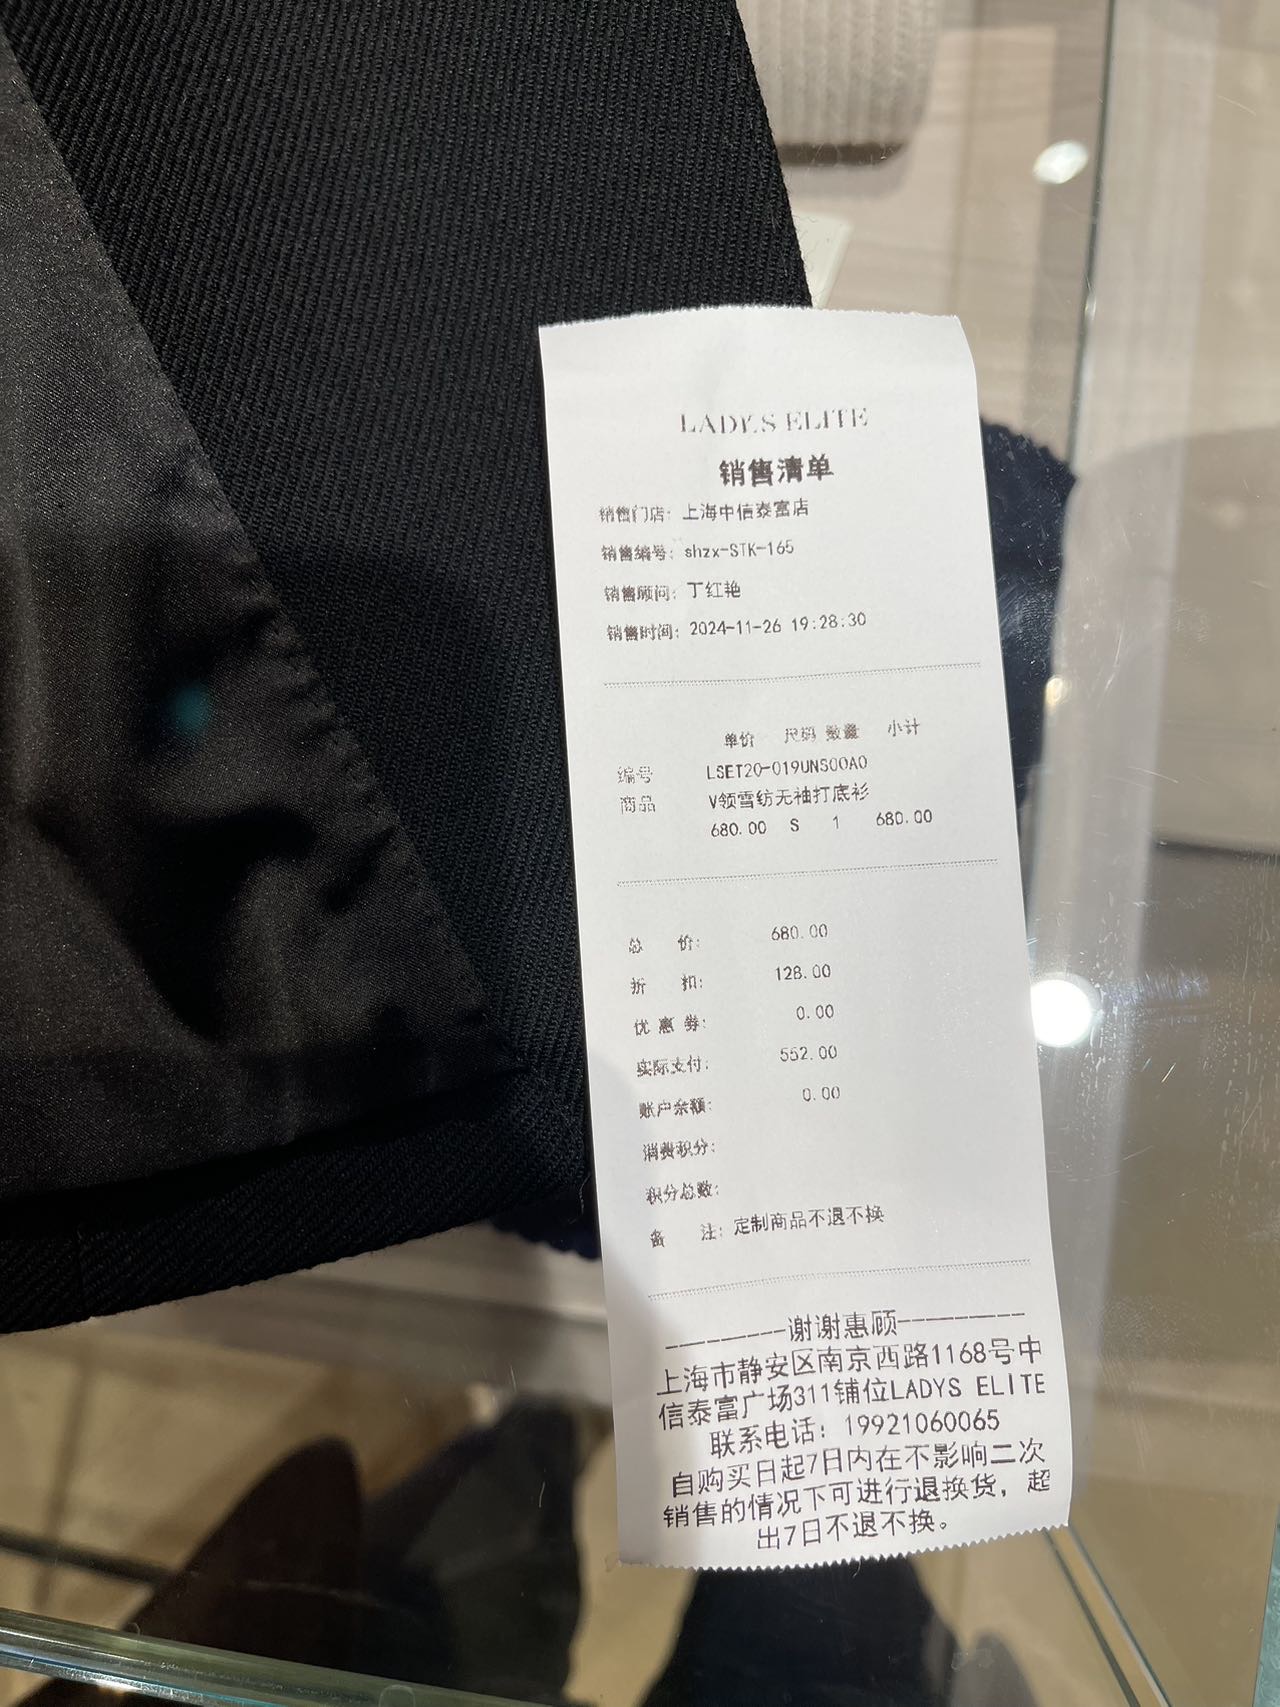 LADYS ELITE
销售清单
销售门店: 上海中信泰富店
销售编号: shzx-STK-165
销售顾问: 丁红艳
销售时间: 2024-11-26 19:28:30
单价 尺码 数量 小计
编号 LSET20-019UNS00A0
商品 V领雪纺无袖打底衫
680.00 S 1 680.00
总 价: 680.00
折 扣: 128.00
优 惠 券: 0.00
实际支付: 552.00
账户余额: 0.00
消费积分:
积分总数:
备 注: 定制商品不退不换
---------谢谢惠顾---------
上海市静安区南京西路1168号中
信泰富广场311铺位LADYS ELITE
联系电话: 19921060065
自购买日起7日内在不影响二次
销售的情况下可进行退换货, 超
出7日不退不换。